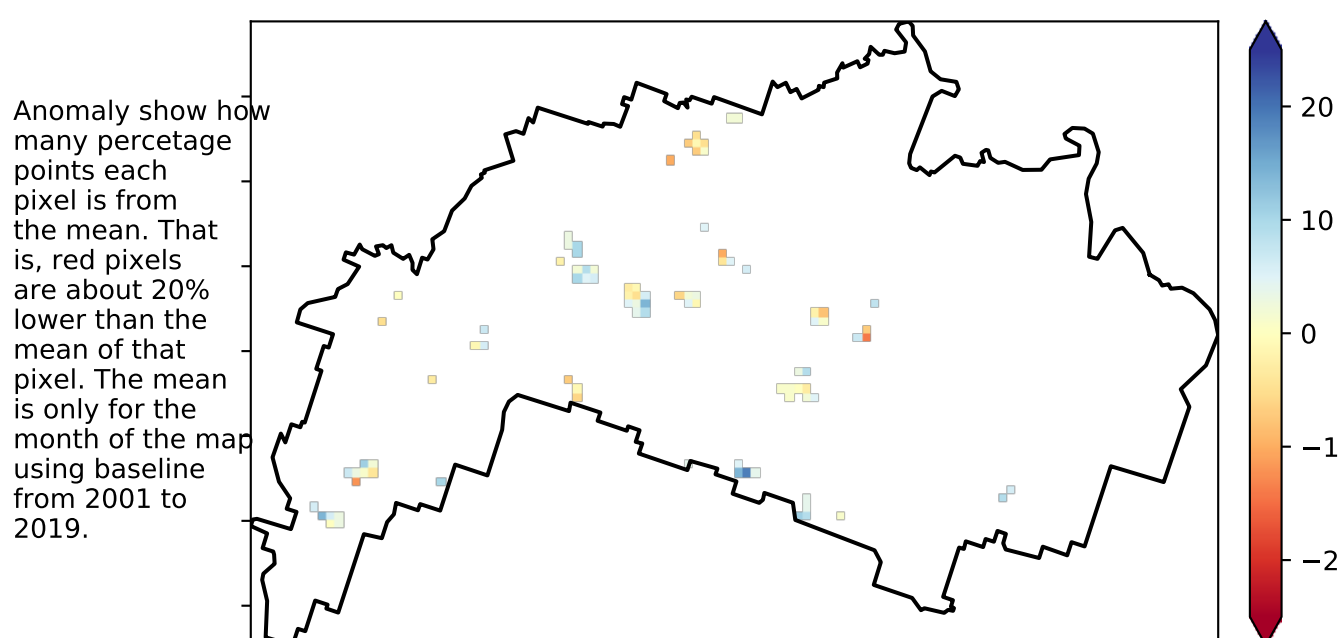 Anomaly show how
many percetage
points each
pixel is from
the mean. That
is, red pixels
are about 20%
lower than the
mean of that
pixel. The mean
is only for the
month of the map
using baseline
from 2001 to
2019.
20
10
0
−1
−2